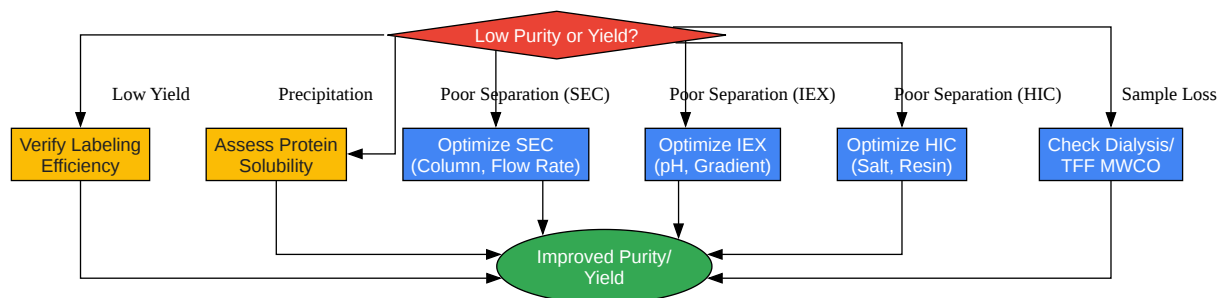 Low Purity or Yield?
Low Yield
Precipitation
Poor Separation (SEC)
Poor Separation (IEX)
Poor Separation (HIC)
Sample Loss
Verify Labeling
Efficiency
Assess Protein
Solubility
Optimize SEC
(Column, Flow Rate)
Optimize IEX
(pH, Gradient)
Optimize HIC
(Salt, Resin)
Check Dialysis/
TFF MWCO
Improved Purity/
Yield